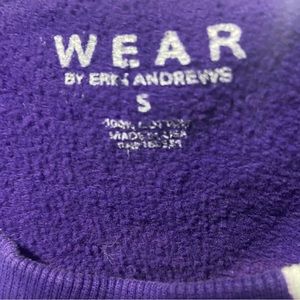 WEAR
BY ERIN ANDREWS
S
100% COTTON
MADE IN USA